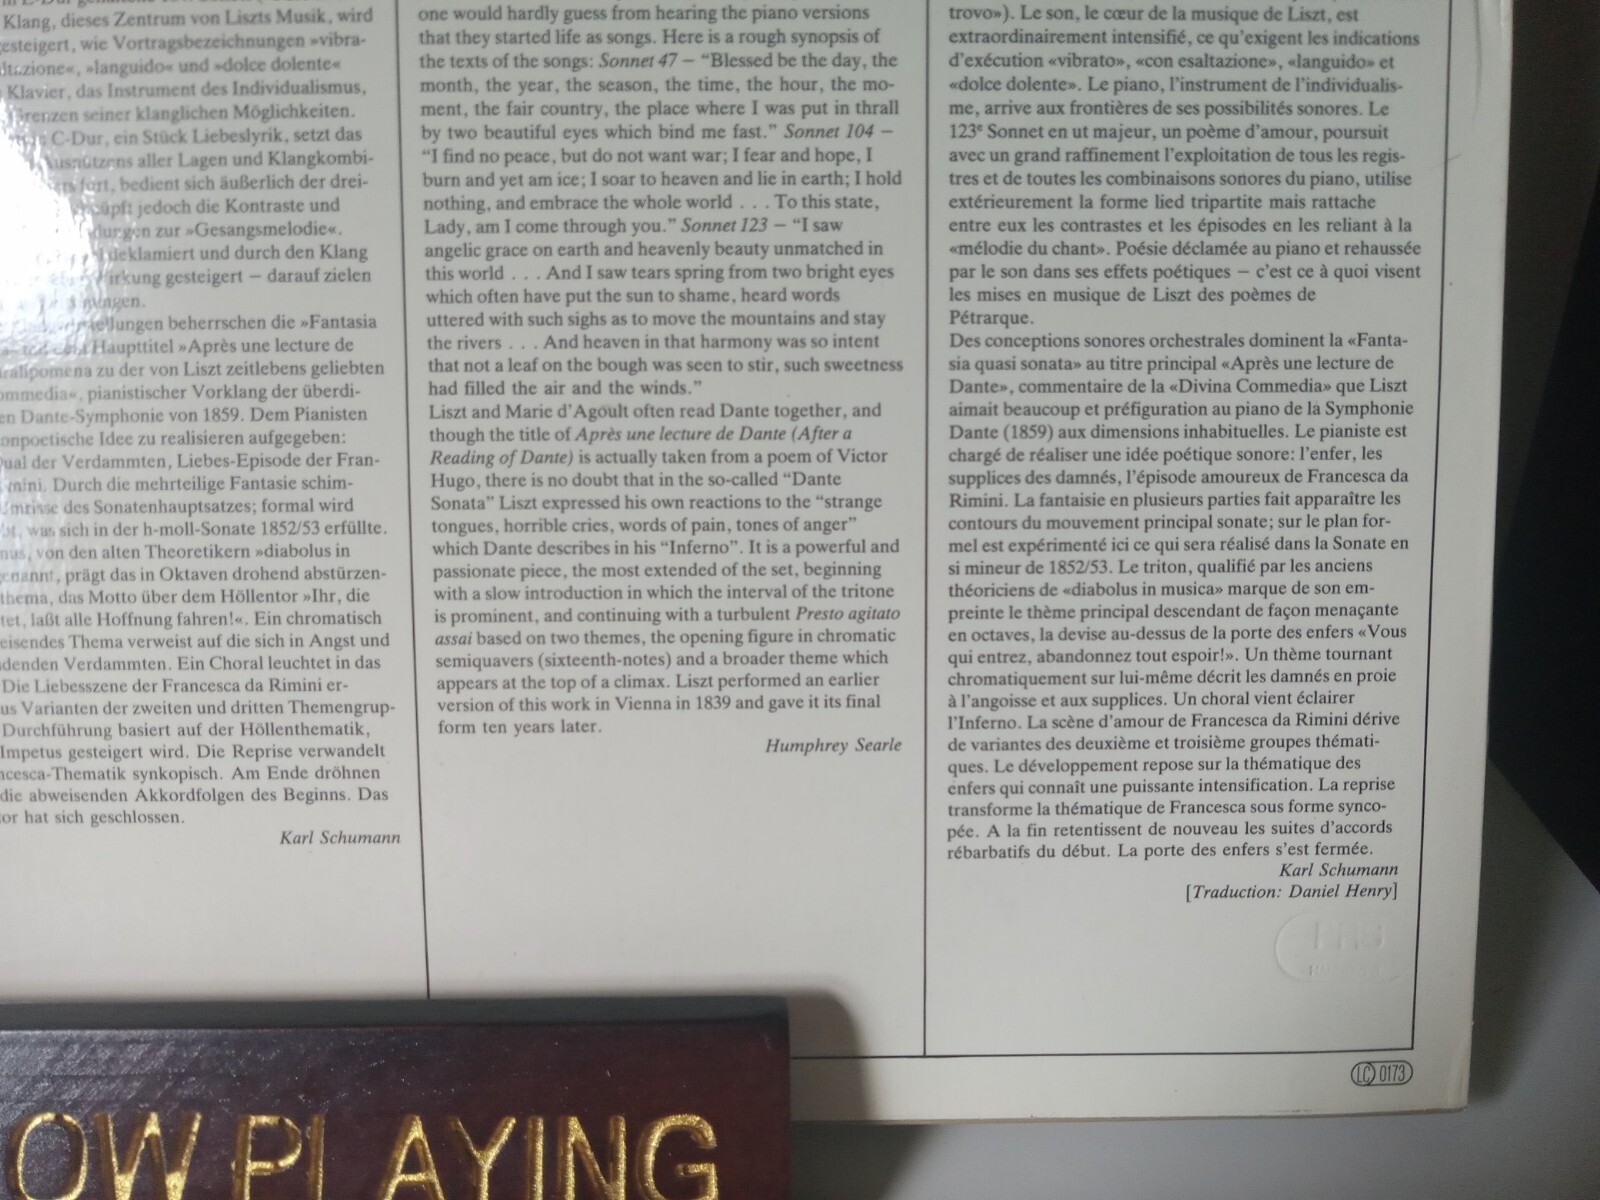 Klang, dieses Zentrum von Liszts Musik, wird
gesteigert, wie Vortragsbezeichnungen »vibra-
»languido« und »dolce dolente«
Klavier, das Instrument des Individualismus,
Grenzen seiner klanglichen Möglichkeiten.
C-Dur, ein Stück Liebeslyrik, setzt das
Ausnützens aller Lagen und Klangkombi-
fort, bedient sich äußerlich der drei-
jedoch die Kontraste und
zur »Gesangsmelodie«.
deklamiert und durch den Klang
gesteigert — darauf zielen
beherrschen die »Fantasia
Haupttitel »Après une lecture de
Paralipomena zu der von Liszt zeitlebens geliebten
pianistischer Vorklang der überdi-
Dante-Symphonie von 1859. Dem Pianisten
Idee zu realisieren aufgegeben:
der Verdammten, Liebes-Episode der Fran-
Durch die mehrteilige Fantasie schim-
des Sonatenhauptsatzes; formal wird
was sich in der h-moll-Sonate 1852/53 erfüllte.
von den alten Theoretikern »diabolus in
prägt das in Oktaven drohend abstürzen-
thema, das Motto über dem Höllentor »Ihr, die
laßt alle Hoffnung fahren!«. Ein chromatisch
Thema verweist auf die sich in Angst und
Verdammten. Ein Choral leuchtet in das
Die Liebesszene der Francesca da Rimini er-
Varianten der zweiten und dritten Themengrup-
Durchführung basiert auf der Höllenthematik,
Impetus gesteigert wird. Die Reprise verwandelt
synkopisch. Am Ende dröhnen
die abweisenden Akkordfolgen des Beginns. Das
hat sich geschlossen.
Karl Schumann
one would hardly guess from hearing the piano versions
that they started life as songs. Here is a rough synopsis of
the texts of the songs: Sonnet 47 — “Blessed be the day, the
month, the year, the season, the time, the hour, the mo-
ment, the fair country, the place where I was put in thrall
by two beautiful eyes which bind me fast.” Sonnet 104 —
“I find no peace, but do not want war; I fear and hope, I
burn and yet am ice; I soar to heaven and lie in earth; I hold
nothing, and embrace the whole world . . . To this state,
Lady, am I come through you.” Sonnet 123 — “I saw
angelic grace on earth and heavenly beauty unmatched in
this world . . . And I saw tears spring from two bright eyes
which often have put the sun to shame, heard words
uttered with such sighs as to move the mountains and stay
the rivers . . . And heaven in that harmony was so intent
that not a leaf on the bough was seen to stir, such sweetness
had filled the air and the winds.”
Liszt and Marie d’Agoult often read Dante together, and
though the title of Après une lecture de Dante (After a
Reading of Dante) is actually taken from a poem of Victor
Hugo, there is no doubt that in the so-called “Dante
Sonata” Liszt expressed his own reactions to the “strange
tongues, horrible cries, words of pain, tones of anger”
which Dante describes in his “Inferno”. It is a powerful and
passionate piece, the most extended of the set, beginning
with a slow introduction in which the interval of the tritone
is prominent, and continuing with a turbulent Presto agitato
assai based on two themes, the opening figure in chromatic
semiquavers (sixteenth-notes) and a broader theme which
appears at the top of a climax. Liszt performed an earlier
version of this work in Vienna in 1839 and gave it its final
form ten years later.
Humphrey Searle
trovo»). Le son, le cœur de la musique de Liszt, est
extraordinairement intensifié, ce qu’exigent les indications
d’exécution «vibrato», «con esaltazione», «languido» et
«dolce dolente». Le piano, l’instrument de l’individualis-
me, arrive aux frontières de ses possibilités sonores. Le
123e Sonnet en ut majeur, un poème d’amour, poursuit
avec un grand raffinement l’exploitation de tous les regis-
tres et de toutes les combinaisons sonores du piano, utilise
extérieurement la forme lied tripartite mais rattache
entre eux les contrastes et les épisodes en les reliant à la
«mélodie du chant». Poésie déclamée au piano et rehaussée
par le son dans ses effets poétiques — c’est ce à quoi visent
les mises en musique de Liszt des poèmes de
Pétrarque.
Des conceptions sonores orchestrales dominent la «Fanta-
sia quasi sonata» au titre principal «Après une lecture de
Dante», commentaire de la «Divina Commedia» que Liszt
aimait beaucoup et préfiguration au piano de la Symphonie
Dante (1859) aux dimensions inhabituelles. Le pianiste est
chargé de réaliser une idée poétique sonore: l’enfer, les
supplices des damnés, l’épisode amoureux de Francesca da
Rimini. La fantaisie en plusieurs parties fait apparaître les
contours du mouvement principal sonate; sur le plan for-
mel est expérimenté ici ce qui sera réalisé dans la Sonate en
si mineur de 1852/53. Le triton, qualifié par les anciens
théoriciens de «diabolus in musica» marque de son em-
preinte le thème principal descendant de façon menaçante
en octaves, la devise au-dessus de la porte des enfers «Vous
qui entrez, abandonnez tout espoir!». Un thème tournant
chromatiquement sur lui-même décrit les damnés en proie
à l’angoisse et aux supplices. Un choral vient éclairer
l’Inferno. La scène d’amour de Francesca da Rimini dérive
de variantes des deuxième et troisième groupes thémati-
ques. Le développement repose sur la thématique des
enfers qui connaît une puissante intensification. La reprise
transforme la thématique de Francesca sous forme synco-
pée. A la fin retentissent de nouveau les suites d’accords
rébarbatifs du début. La porte des enfers s’est fermée.
Karl Schumann
[Traduction: Daniel Henry]
LC 0173
OW PLAYING